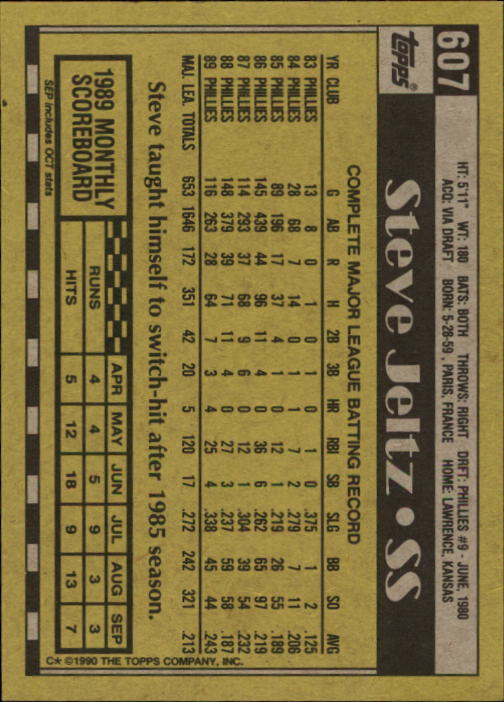 607
Topps®
HT: 5'11" WT: 180 BATS: BOTH THROWS: RIGHT DRFT: PHILLIES #9 - JUNE, 1980
ACQ: VIA DRAFT BORN: 5-28-59, PARIS, FRANCE HOME: LAWRENCE, KANSAS
Steve Jeltz • SS
COMPLETE MAJOR LEAGUE BATTING RECORD
YR CLUB G AB R H 2B 3B HR RBI SB SLG BB SO AVG
83 PHILLIES 13 8 0 1 0 1 0 1 0 .375 1 2 .125
84 PHILLIES 28 68 7 14 0 1 1 7 2 .279 7 11 .206
85 PHILLIES 89 196 17 37 4 1 0 12 1 .219 26 55 .189
86 PHILLIES 145 439 44 96 11 4 0 36 6 .262 65 97 .219
87 PHILLIES 114 293 37 68 9 6 0 12 1 .304 39 54 .232
88 PHILLIES 148 379 39 71 11 4 0 27 3 .237 59 58 .187
89 PHILLIES 116 263 28 64 7 3 4 25 4 .338 45 44 .243
MAJ. LEA. TOTALS 653 1646 172 351 42 20 5 120 17 .272 242 321 .213
Steve taught himself to switch-hit after 1985 season.
1989 MONTHLY
SCOREBOARD
APR MAY JUN JUL AUG SEP
RUNS 4 4 5 9 3 3
HITS 5 12 18 9 13 7
SEP includes OCT stats
C* ©1990 THE TOPPS COMPANY, INC.